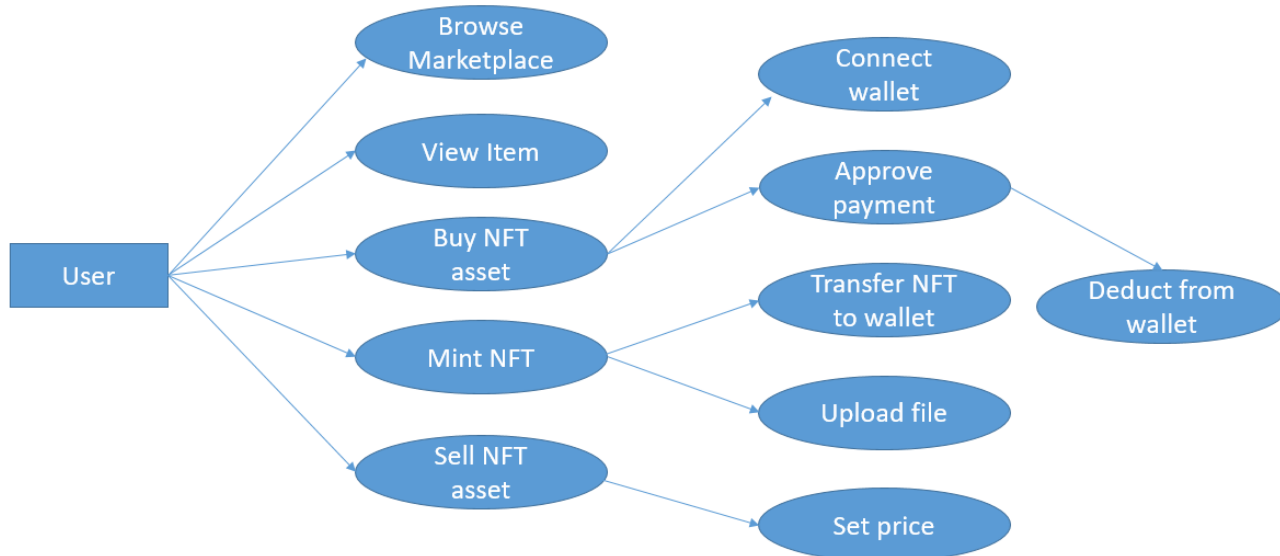 Browse
Marketplace
Connect
wallet
View Item
Approve
payment
Buy NFT
asset
User
Transfer NFT
to wallet
Deduct from
wallet
Mint NFT
Upload file
Sell NFT
asset
Set price